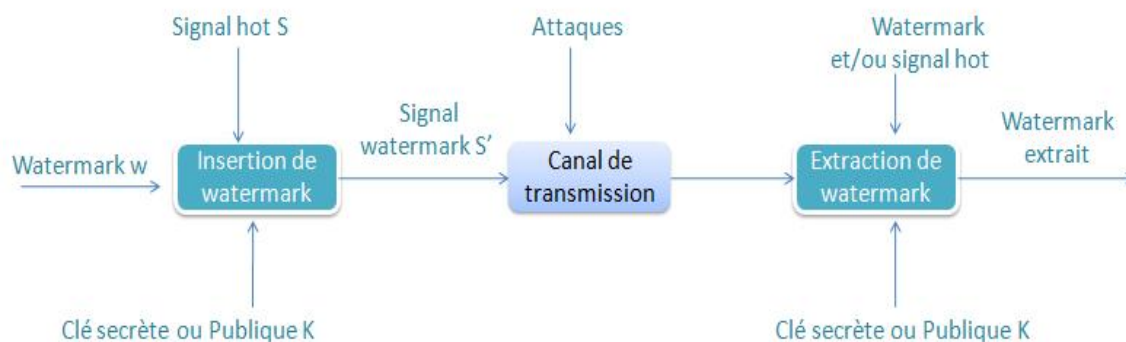 Signal hot S
Attaques
Watermark
et/ou signal hot
Signal
watermark S'
Watermark
extrait
Watermark w
Insertion de
watermark
Canal de
transmission
Extraction de
watermark
Clé secrète ou Publique K
Clé secrète ou Publique K